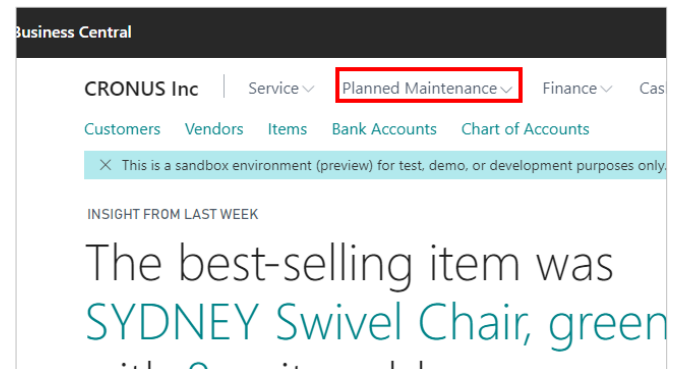 Business Central
CRONUS Inc Service Planned Maintenance Finance
Customers Vendors Items Bank Accounts Chart of Accounts
This is a sandbox environment (preview) for test, demo, or development purposes only.
INSIGHT FROM LAST WEEK
The best-selling item was
SYDNEY Swivel Chair, green